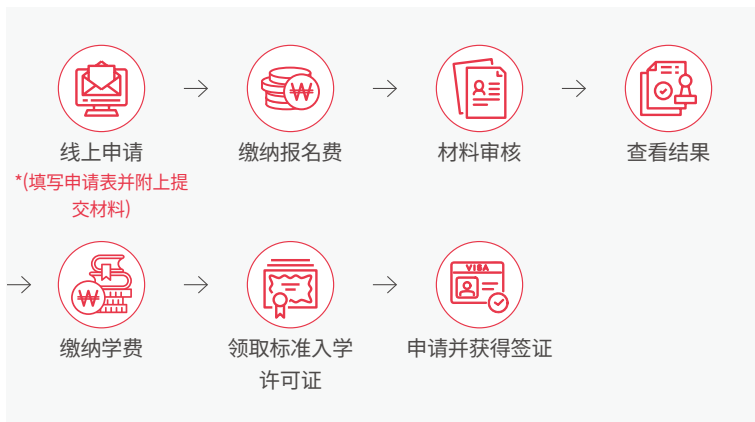 线上申请
*(填写申请表并附上提
交材料)
缴纳报名费
材料审核
查看结果
缴纳学费
领取标准入学
许可证
VISA
申请并获得签证